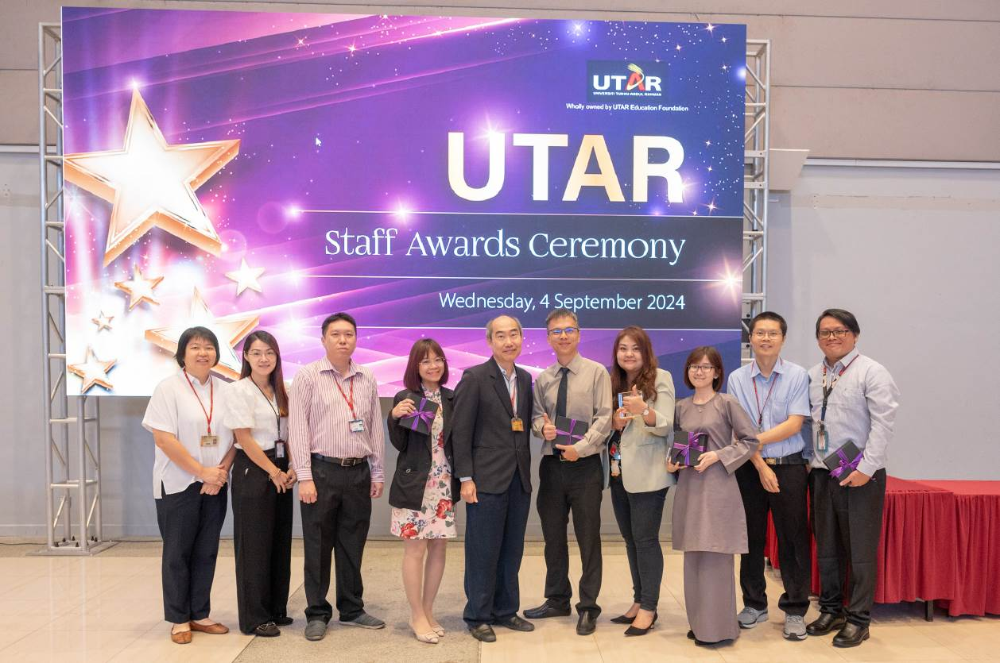 UTAR
UNIVERSITI TUNKU ABDUL RAHMAN
Wholly owned by UTAR Education Foundation
UTAR
Staff Awards Ceremony
Wednesday, 4 September 2024